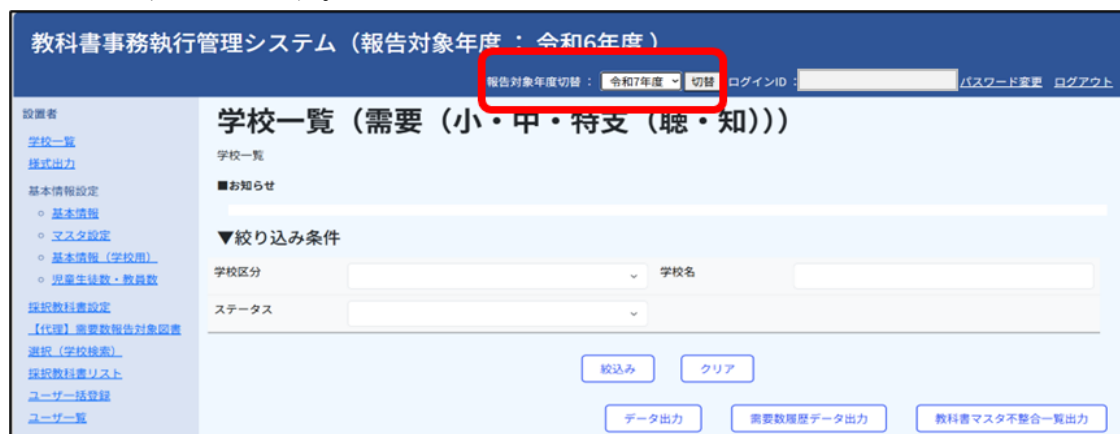 教科書事務執行管理システム（報告対象年度 ： 令和6年度 ）
報告対象年度切替： 令和7年度 切替 ログインID： パスワード変更 ログアウト
設置者
学校一覧
様式出力
基本情報設定
基本情報
マスタ設定
基本情報（学校用）
児童生徒数・教員数
採択教科書設定
【代理】需要数報告対象図書
選択（学校検索）
採択教科書リスト
ユーザ一括登録
ユーザ一覧
学校一覧（需要（小・中・特支（聴・知）））
学校一覧
■お知らせ
▼絞り込み条件
学校区分 学校名
ステータス
絞込み クリア
データ出力 需要数履歴データ出力 教科書マスタ不整合一覧出力